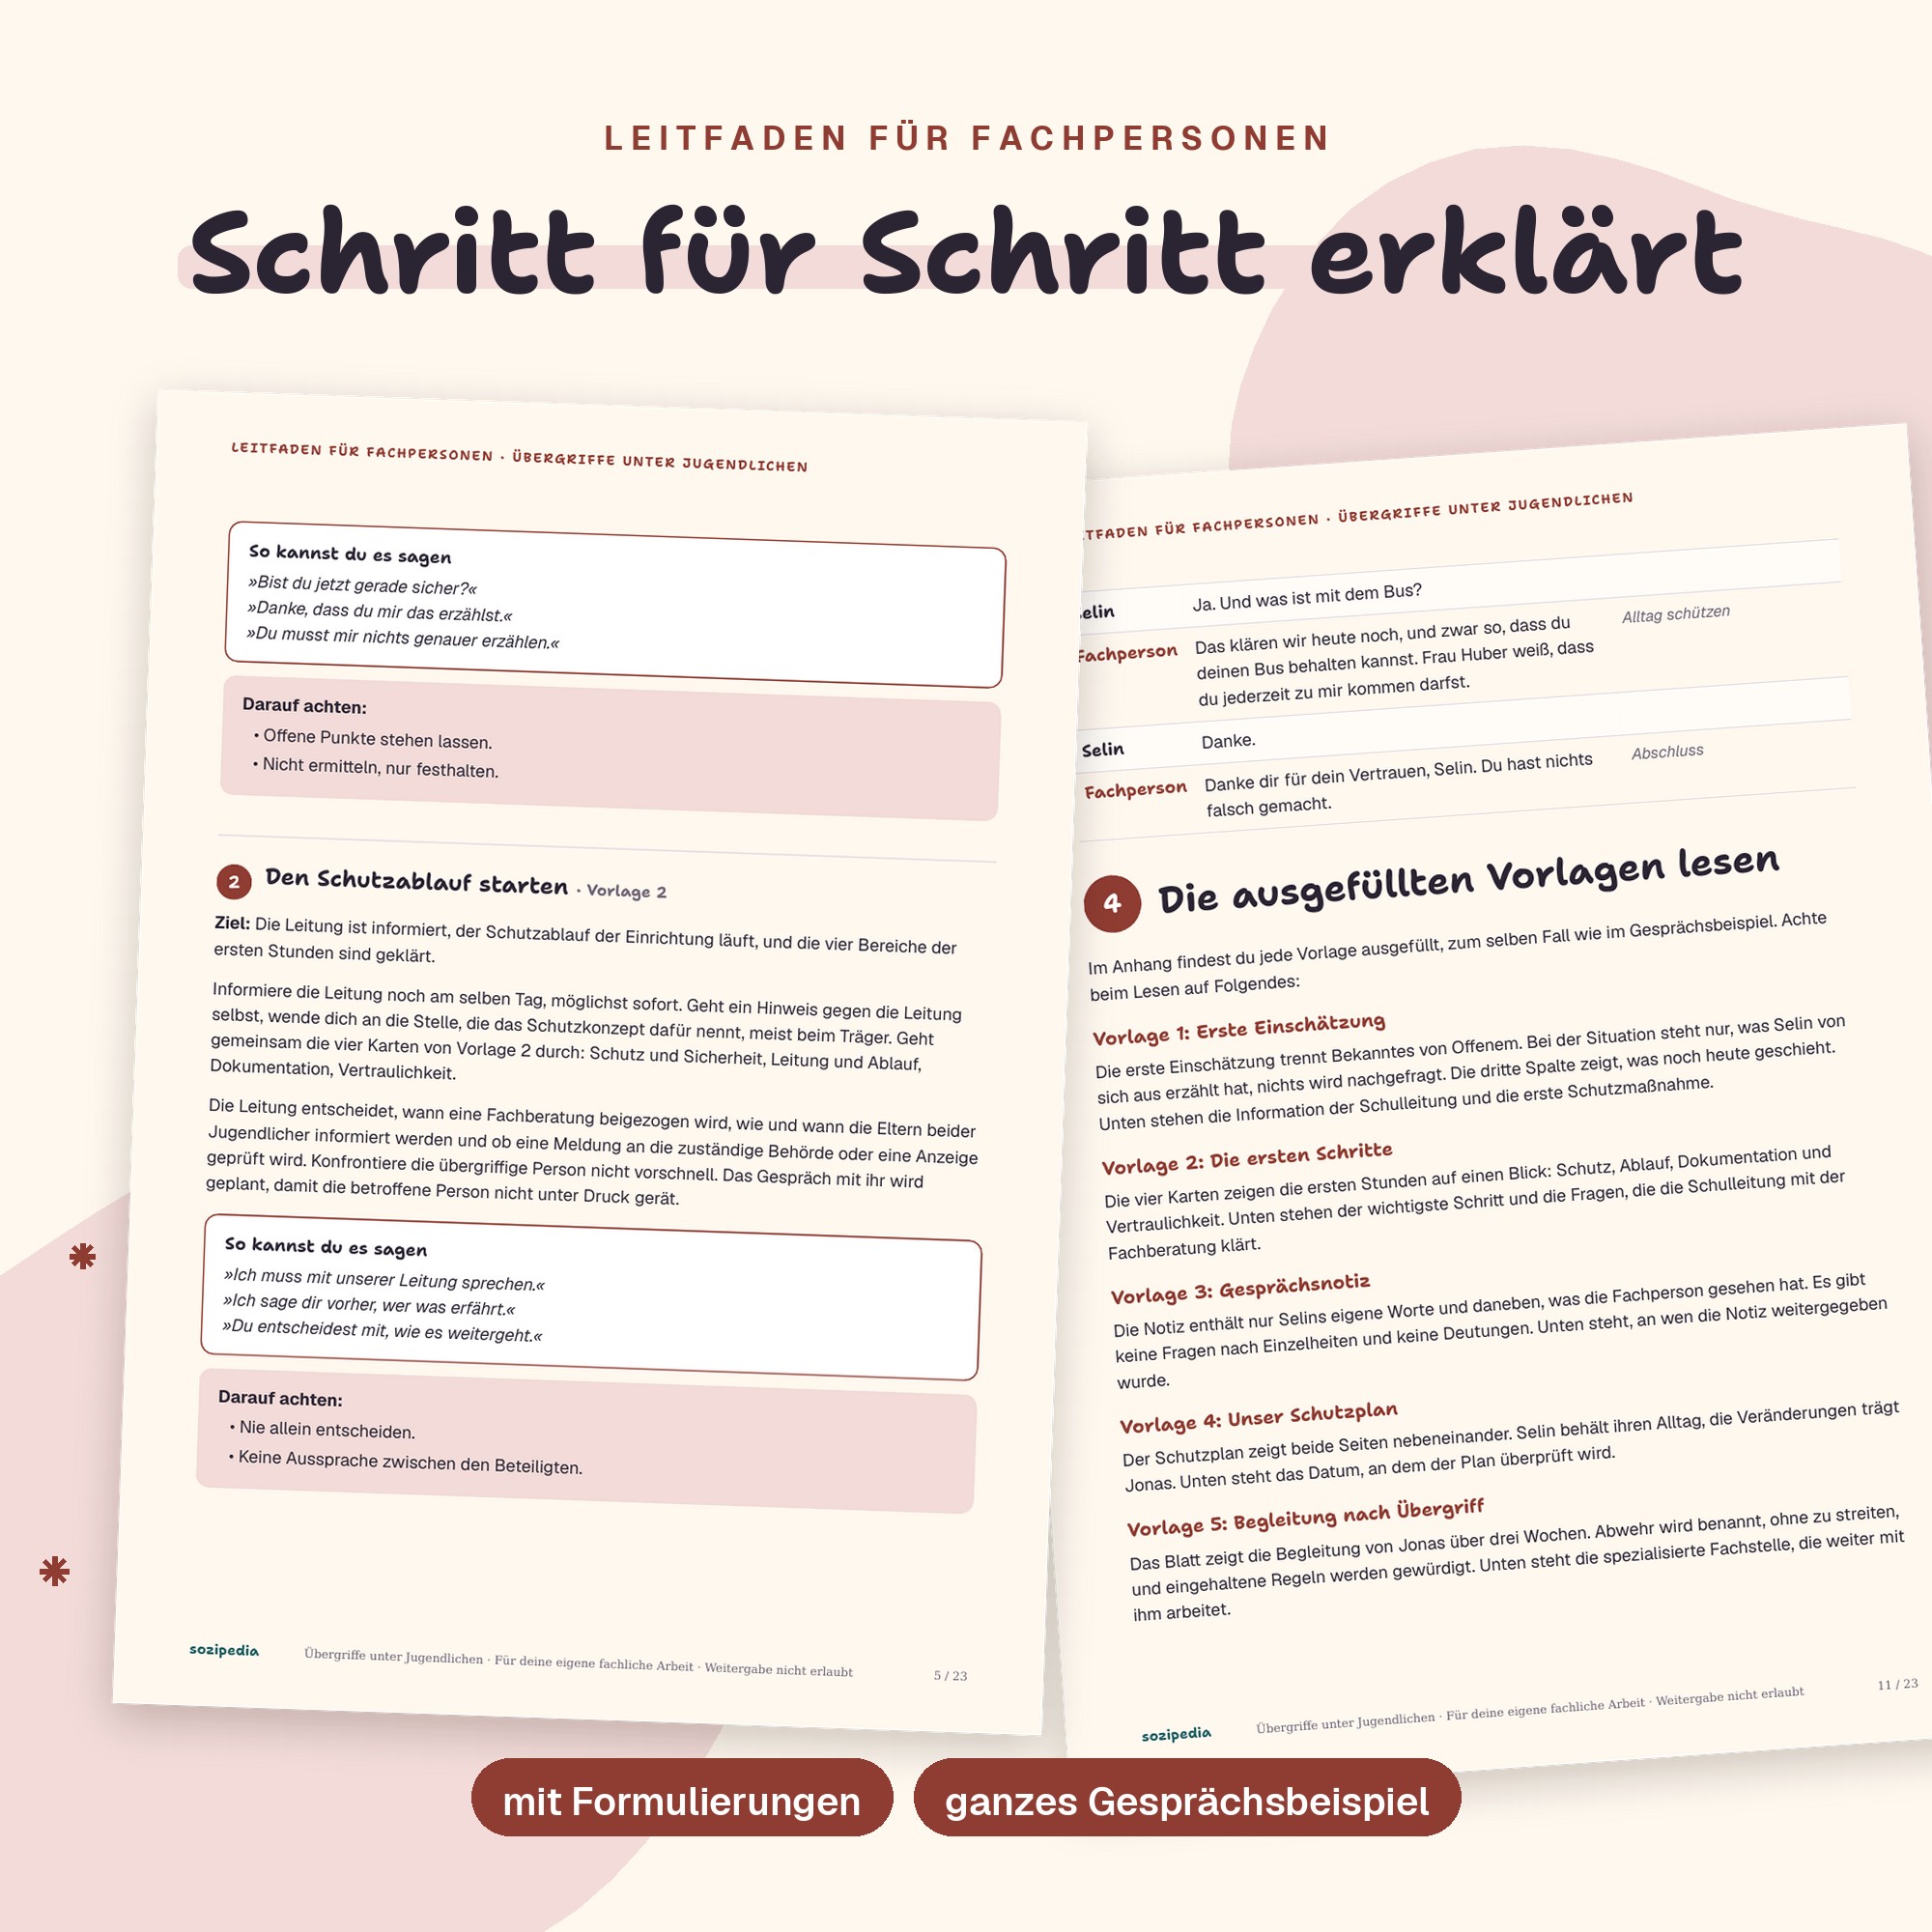 LEITFADEN FÜR FACHPERSONEN
Schritt für Schritt erklärt
LEITFADEN FÜR FACHPERSONEN · ÜBERGRIFFE UNTER JUGENDLICHEN
So kannst du es sagen
»Bist du jetzt gerade sicher?«
»Danke, dass du mir das erzählst.«
»Du musst mir nichts genauer erzählen.«
Darauf achten:
• Offene Punkte stehen lassen.
• Nicht ermitteln, nur festhalten.
2 Den Schutzablauf starten · Vorlage 2
Ziel: Die Leitung ist informiert, der Schutzablauf der Einrichtung läuft, und die vier Bereiche der
ersten Stunden sind geklärt.
Informiere die Leitung noch am selben Tag, möglichst sofort. Geht ein Hinweis gegen die Leitung
selbst, wende dich an die Stelle, die das Schutzkonzept dafür nennt, meist beim Träger. Geht
gemeinsam die vier Karten von Vorlage 2 durch: Schutz und Sicherheit, Leitung und Ablauf,
Dokumentation, Vertraulichkeit.
Die Leitung entscheidet, wann eine Fachberatung beigezogen wird, wie und wann die Eltern beider
Jugendlicher informiert werden und ob eine Meldung an die zuständige Behörde oder eine Anzeige
geprüft wird. Konfrontiere die übergriffige Person nicht vorschnell. Das Gespräch mit ihr wird
geplant, damit die betroffene Person nicht unter Druck gerät.
So kannst du es sagen
»Ich muss mit unserer Leitung sprechen.«
»Ich sage dir vorher, wer was erfährt.«
»Du entscheidest mit, wie es weitergeht.«
Darauf achten:
• Nie allein entscheiden.
• Keine Aussprache zwischen den Beteiligten.
sozipedia Übergriffe unter Jugendlichen · Für deine eigene fachliche Arbeit · Weitergabe nicht erlaubt 5 / 23
TFADEN FÜR FACHPERSONEN · ÜBERGRIFFE UNTER JUGENDLICHEN
elin Ja. Und was ist mit dem Bus?
Fachperson Das klären wir heute noch, und zwar so, dass du Alltag schützen
deinen Bus behalten kannst. Frau Huber weiß, dass
du jederzeit zu mir kommen darfst.
Selin Danke.
Fachperson Danke dir für dein Vertrauen, Selin. Du hast nichts Abschluss
falsch gemacht.
4 Die ausgefüllten Vorlagen lesen
Im Anhang findest du jede Vorlage ausgefüllt, zum selben Fall wie im Gesprächsbeispiel. Achte
beim Lesen auf Folgendes:
Vorlage 1: Erste Einschätzung
Die erste Einschätzung trennt Bekanntes von Offenem. Bei der Situation steht nur, was Selin von
sich aus erzählt hat, nichts wird nachgefragt. Die dritte Spalte zeigt, was noch heute geschieht.
Unten stehen die Information der Schulleitung und die erste Schutzmaßnahme.
Vorlage 2: Die ersten Schritte
Die vier Karten zeigen die ersten Stunden auf einen Blick: Schutz, Ablauf, Dokumentation und
Vertraulichkeit. Unten stehen der wichtigste Schritt und die Fragen, die die Schulleitung mit der
Fachberatung klärt.
Vorlage 3: Gesprächsnotiz
Die Notiz enthält nur Selins eigene Worte und daneben, was die Fachperson gesehen hat. Es gibt
keine Fragen nach Einzelheiten und keine Deutungen. Unten steht, an wen die Notiz weitergegeben
wurde.
Vorlage 4: Unser Schutzplan
Der Schutzplan zeigt beide Seiten nebeneinander. Selin behält ihren Alltag, die Veränderungen trägt
Jonas. Unten steht das Datum, an dem der Plan überprüft wird.
Vorlage 5: Begleitung nach Übergriff
Das Blatt zeigt die Begleitung von Jonas über drei Wochen. Abwehr wird benannt, ohne zu streiten,
und eingehaltene Regeln werden gewürdigt. Unten steht die spezialisierte Fachstelle, die weiter mit
ihm arbeitet.
sozipedia Übergriffe unter Jugendlichen · Für deine eigene fachliche Arbeit · Weitergabe nicht erlaubt 11 / 23
mit Formulierungen
ganzes Gesprächsbeispiel